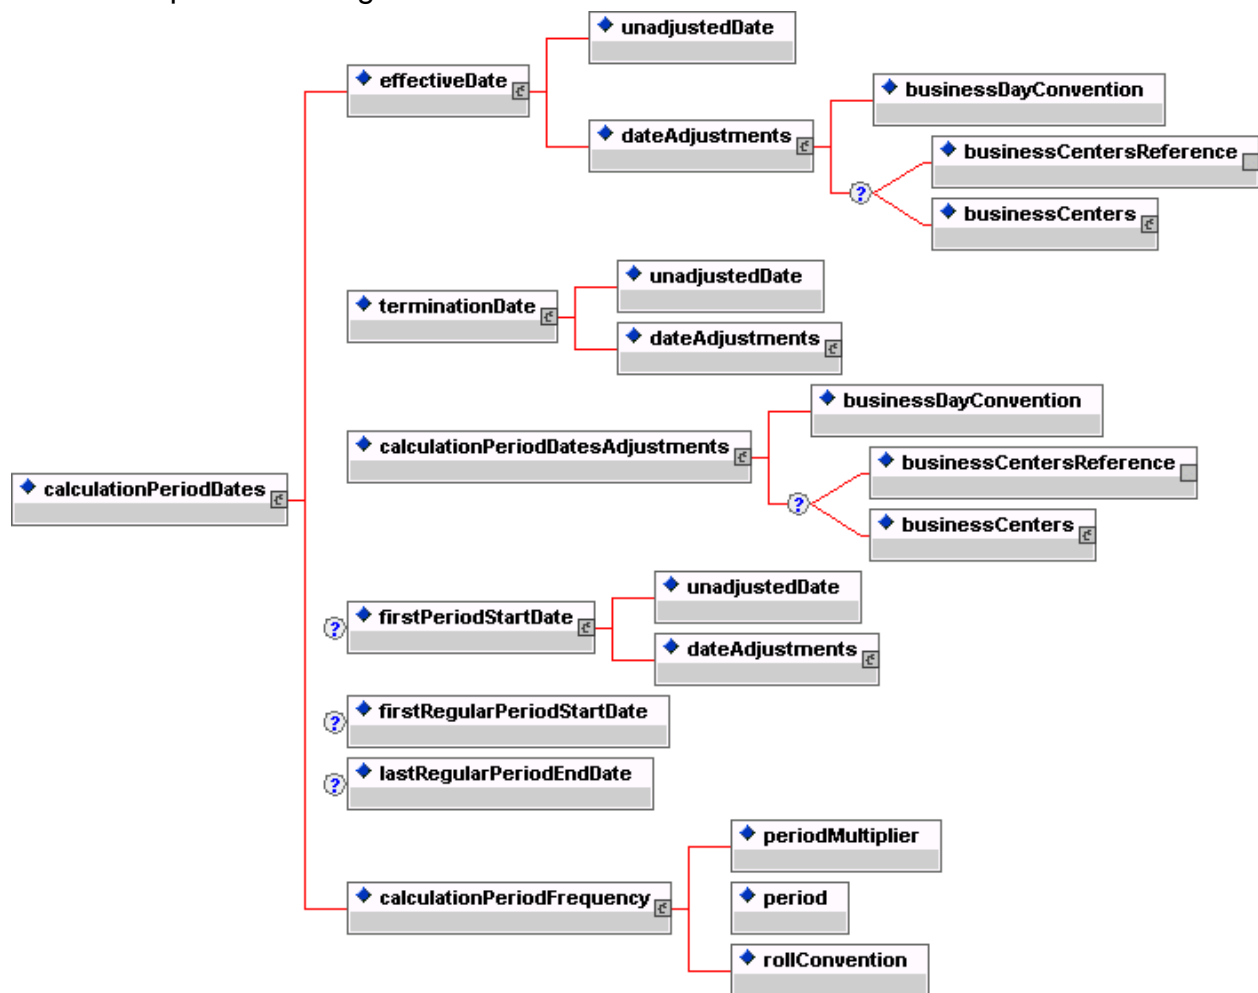 unadjustedDate
effectiveDate
businessDayConvention
dateAdjustments
businessCentersReference
?
businessCenters
unadjustedDate
terminationDate
dateAdjustments
businessDayConvention
calculationPeriodDatesAdjustments
businessCentersReference
calculationPeriodDates
?
businessCenters
unadjustedDate
? firstPeriodStartDate
dateAdjustments
? firstRegularPeriodStartDate
? lastRegularPeriodEndDate
periodMultiplier
calculationPeriodFrequency
period
rollConvention